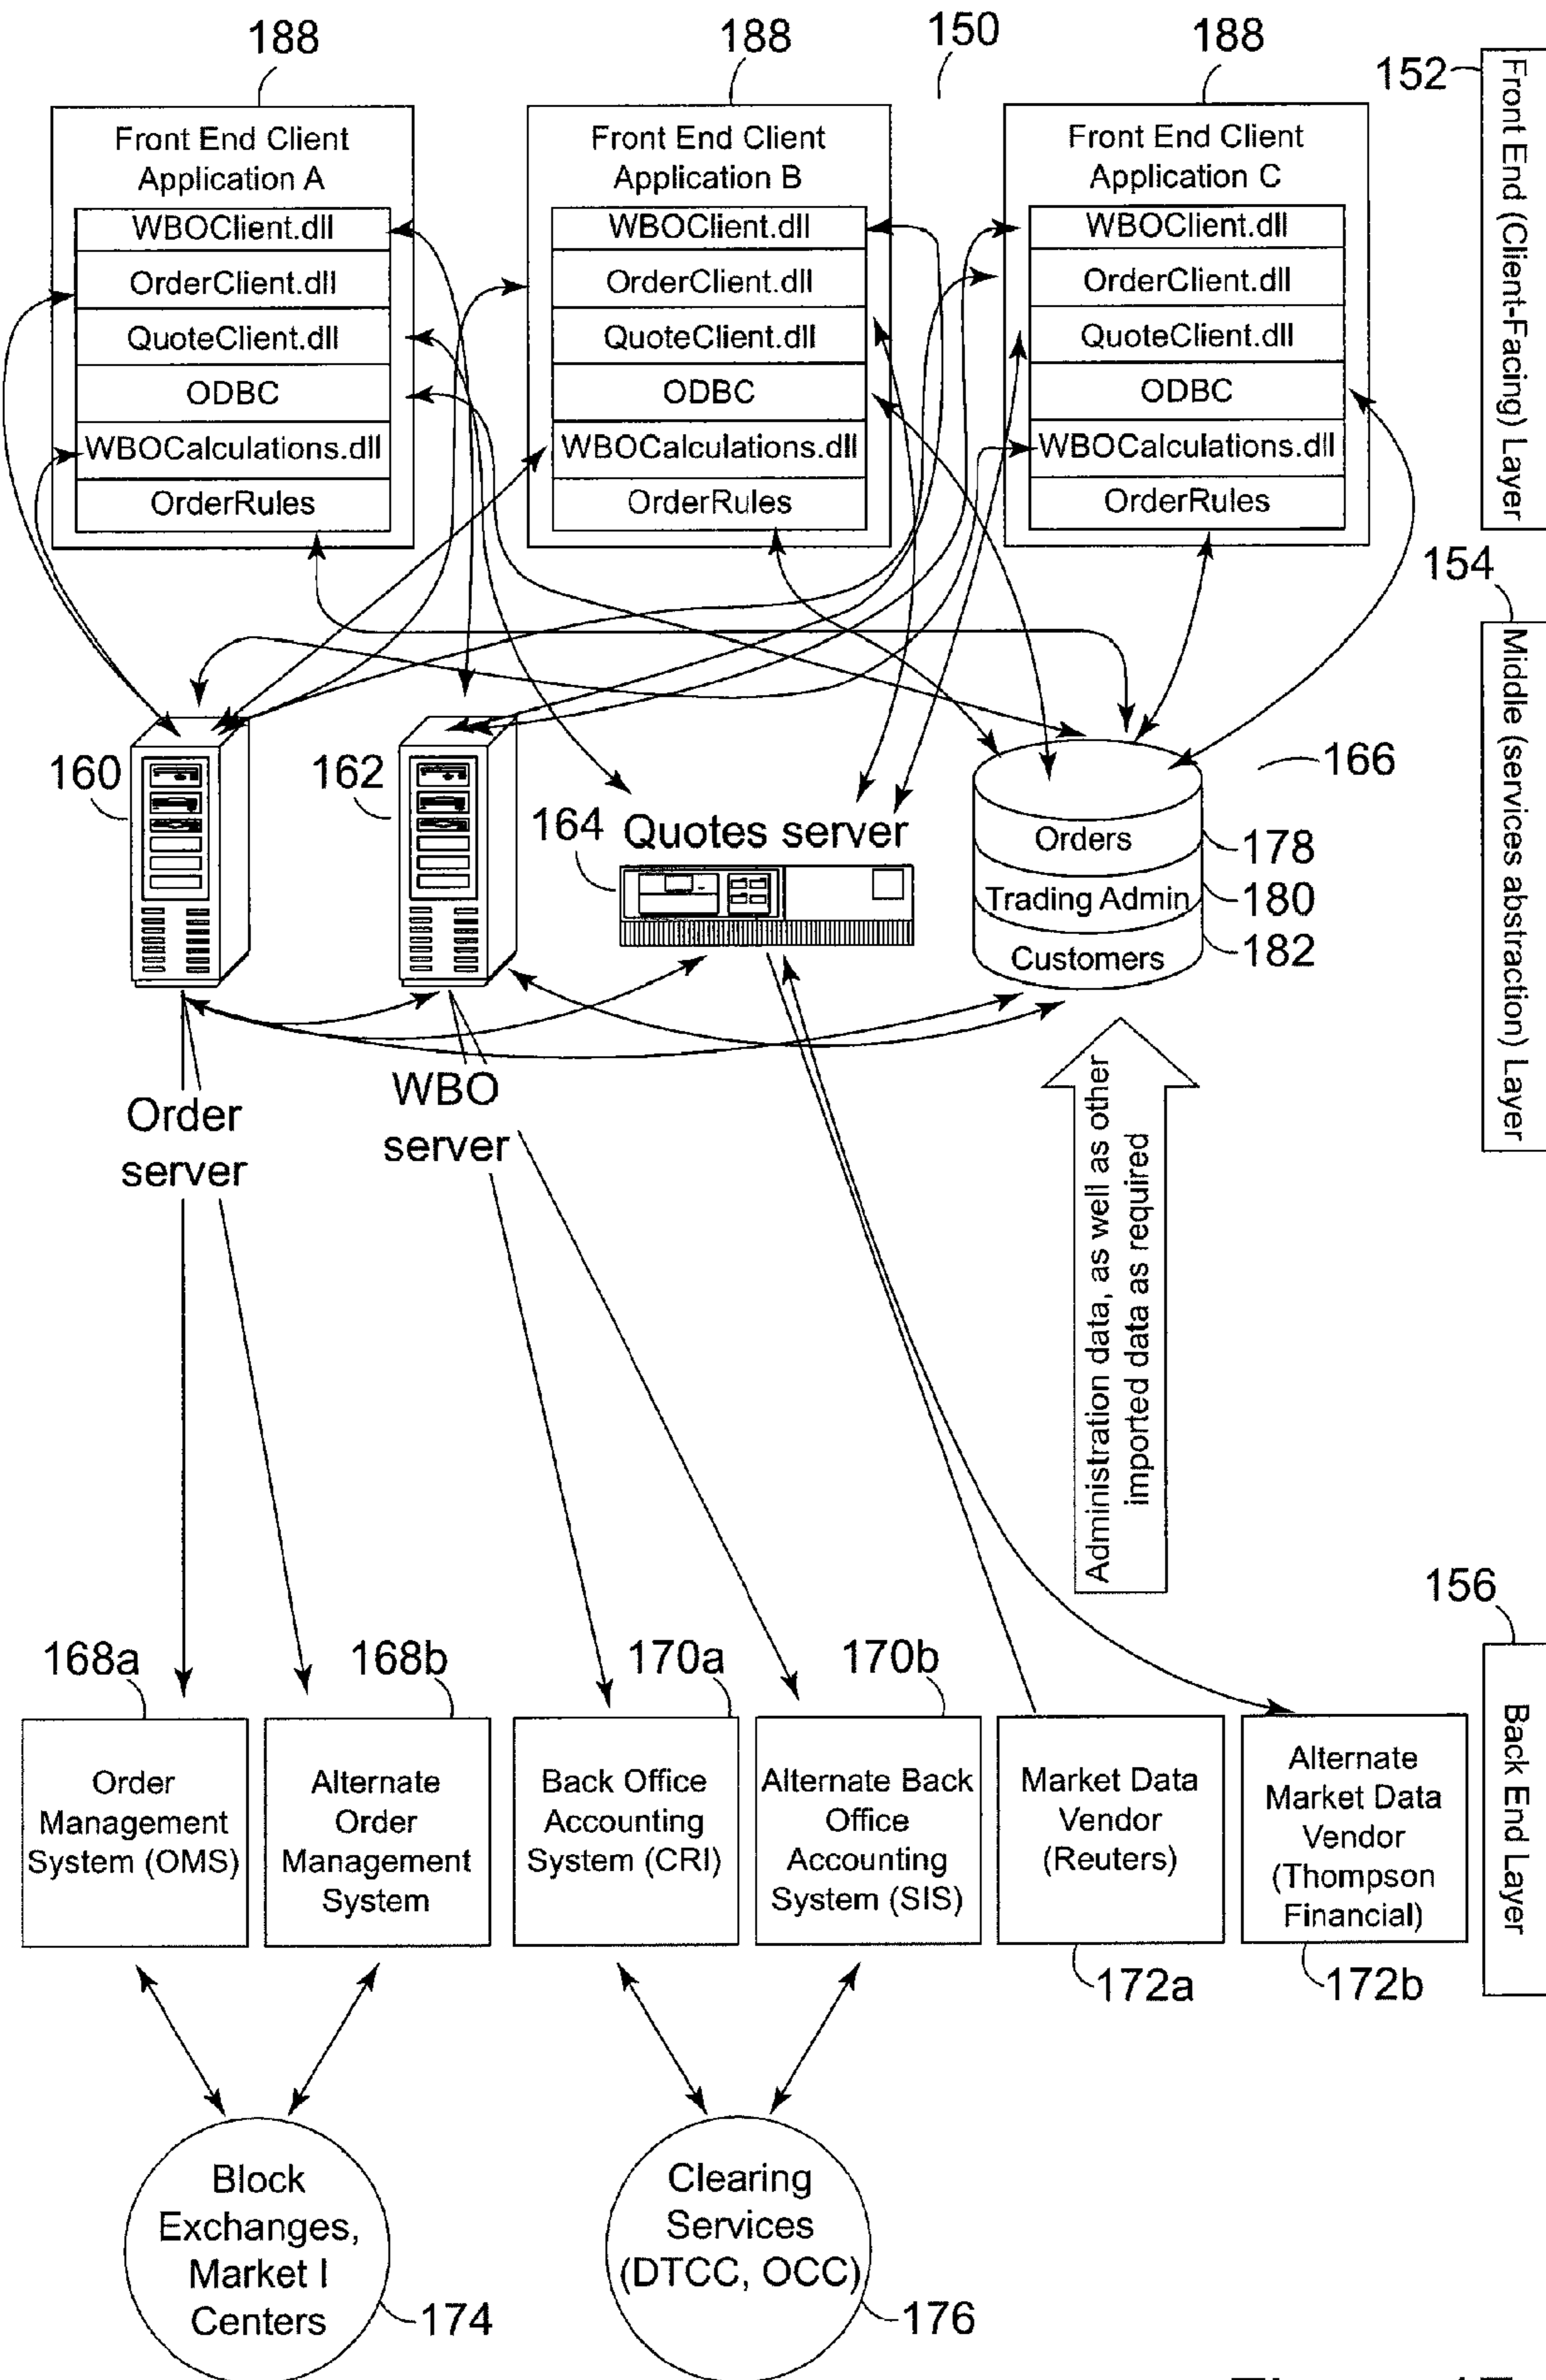 188
188
150
188
152
Front End (Client-Facing) Layer
Front End Client
Application A
WBOClient.dll
OrderClient.dll
QuoteClient.dll
ODBC
WBOCalculations.dll
OrderRules
Front End Client
Application B
WBOClient.dll
OrderClient.dll
QuoteClient.dll
ODBC
WBOCalculations.dll
OrderRules
Front End Client
Application C
WBOClient.dll
OrderClient.dll
QuoteClient.dll
ODBC
WBOCalculations.dll
OrderRules
154
Middle (services abstraction) Layer
160
162
164
Quotes server
166
Orders
178
Trading Admin
180
Customers
182
Order
server
WBO
server
Administration data, as well as other
imported data as required
156
Back End Layer
168a
168b
170a
170b
Order
Management
System (OMS)
Alternate
Order
Management
System
Back Office
Accounting
System (CRI)
Alternate Back
Office
Accounting
System (SIS)
Market Data
Vendor
(Reuters)
Alternate
Market Data
Vendor
(Thompson
Financial)
172a
172b
Block
Exchanges,
Market I
Centers
174
Clearing
Services
(DTCC, OCC)
176